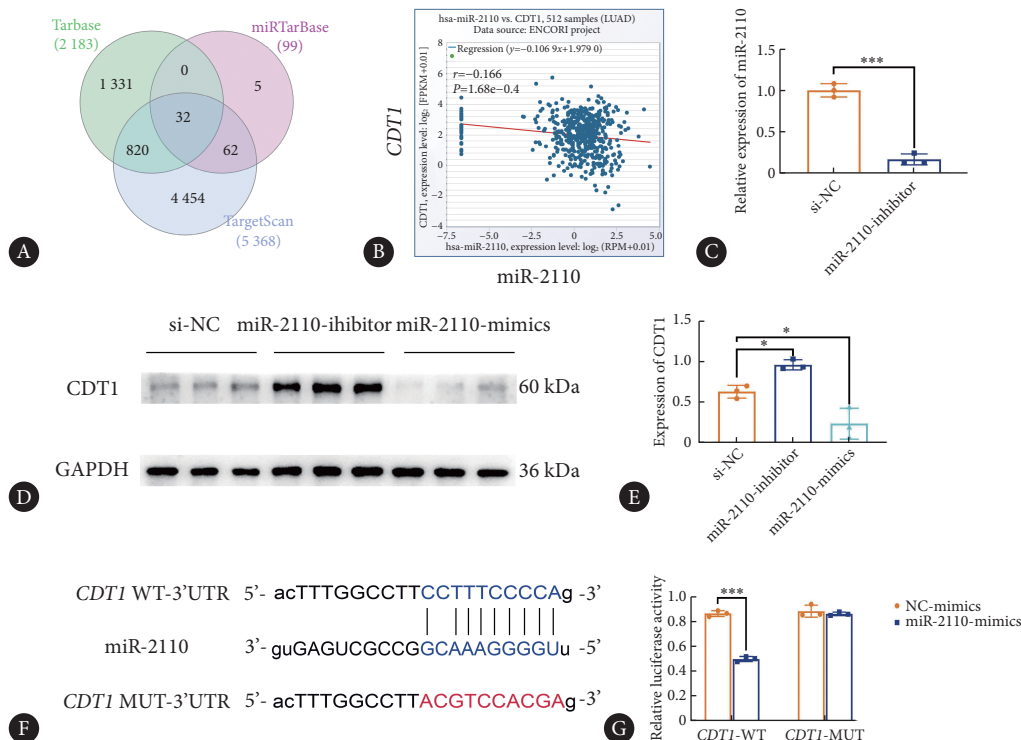 Tarbase
(2 183)
miRTarBase
(99)
1 331
0
5
32
820
62
4 454
TargetScan
(5 368)
A
hsa-miR-2110 vs. CDT1, 512 samples (LUAD)
Data source: ENCORI project
Regression (y=−0.106 9x+1.979 0)
r=−0.166
P=1.68e−0.4
CDT1
CDT1, expression level: log₂ [FPKM+0.01]
8
6
4
2
0
−2
−4
−7.5
−5.0
−2.5
0
2.5
4.5
hsa-miR-2110, expression level: log₂ (RPM+0.01)
miR-2110
B
Relative expression of miR-2110
1.5
1.0
0.5
0
***
si-NC
miR-2110-inhibitor
C
si-NC miR-2110-ihibitor miR-2110-mimics
CDT1
60 kDa
GAPDH
36 kDa
D
Expression of CDT1
1.5
1.0
0.5
0
*
*
si-NC
miR-2110-inhibitor
miR-2110-mimics
E
CDT1 WT-3'UTR 5'- acTTTGGCCTTCCTTTCCCCAg -3'
miR-2110 3'- guGAGUCGCCGGCAAAGGGGUu -5'
CDT1 MUT-3'UTR 5'- acTTTGGCCTTACGTCCACGAg -3'
F
Relative luciferase activity
1.0
0.8
0.6
0.4
0.2
0
***
CDT1-WT
CDT1-MUT
NC-mimics
miR-2110-mimics
G